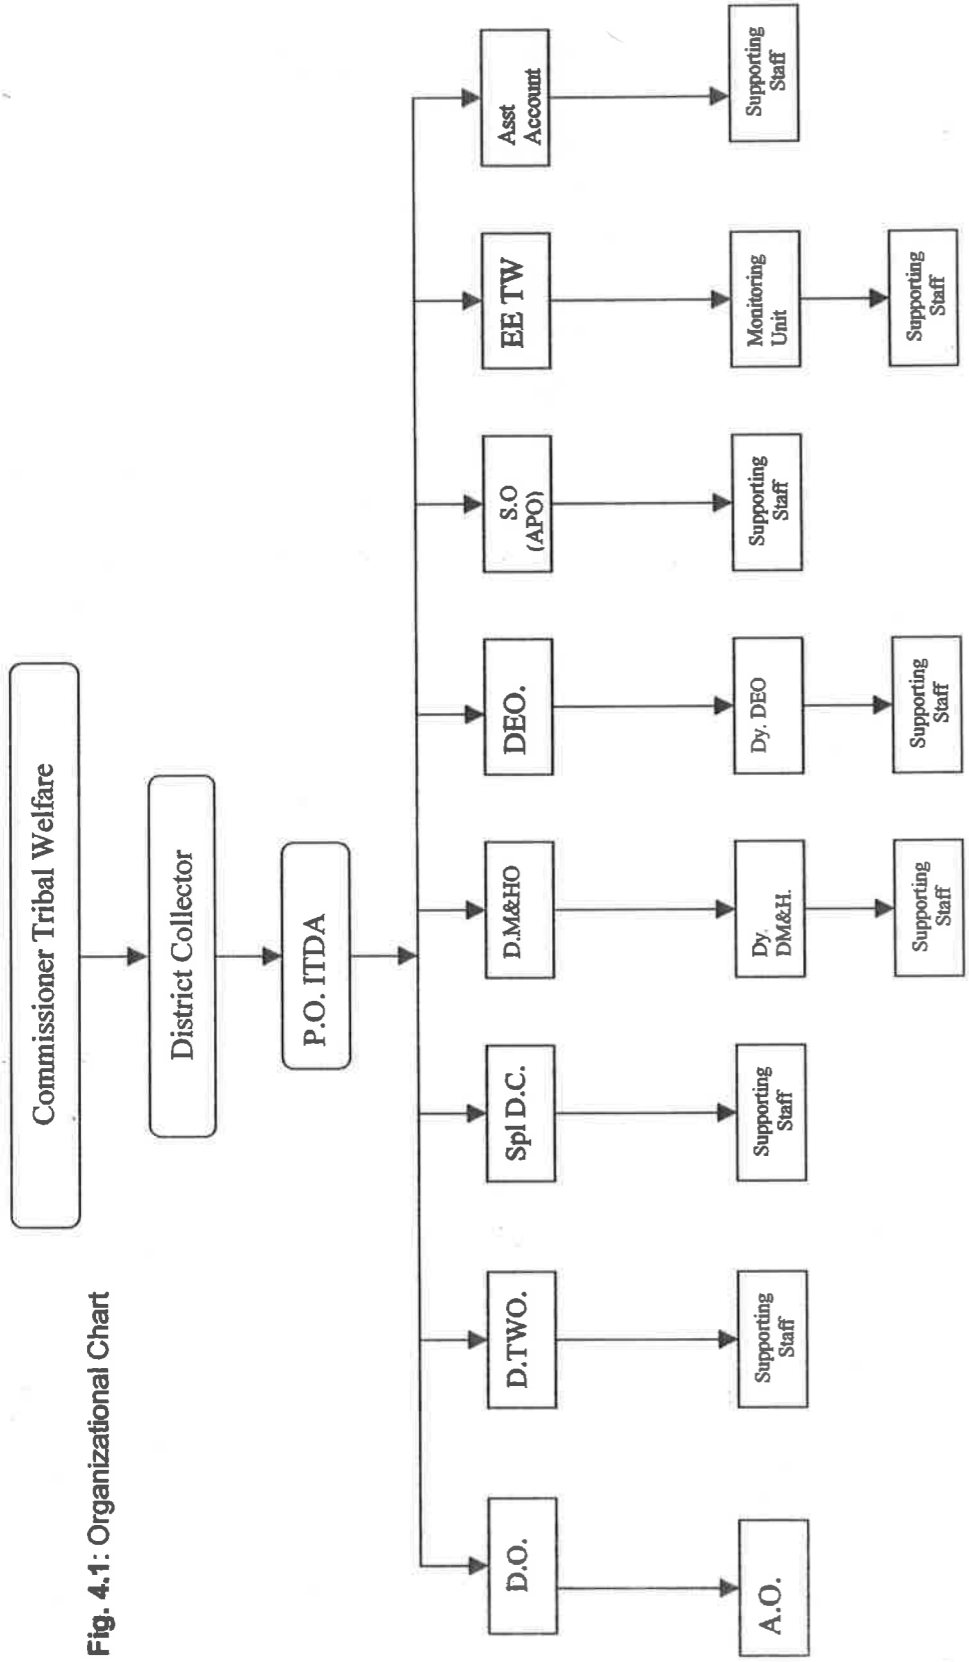 Fig. 4.1: Organizational Chart
Commissioner Tribal Welfare
District Collector
P.O. ITDA
D.O.
D.TWO.
Spl D.C.
D.M&HO
DEO.
S.O
(APO)
EE TW
Asst
Account
A.O.
Supporting
Staff
Supporting
Staff
Dy.
DM&H.
Dy. DEO
Supporting
Staff
Monitoring
Unit
Supporting
Staff
Supporting
Staff
Supporting
Staff
Supporting
Staff